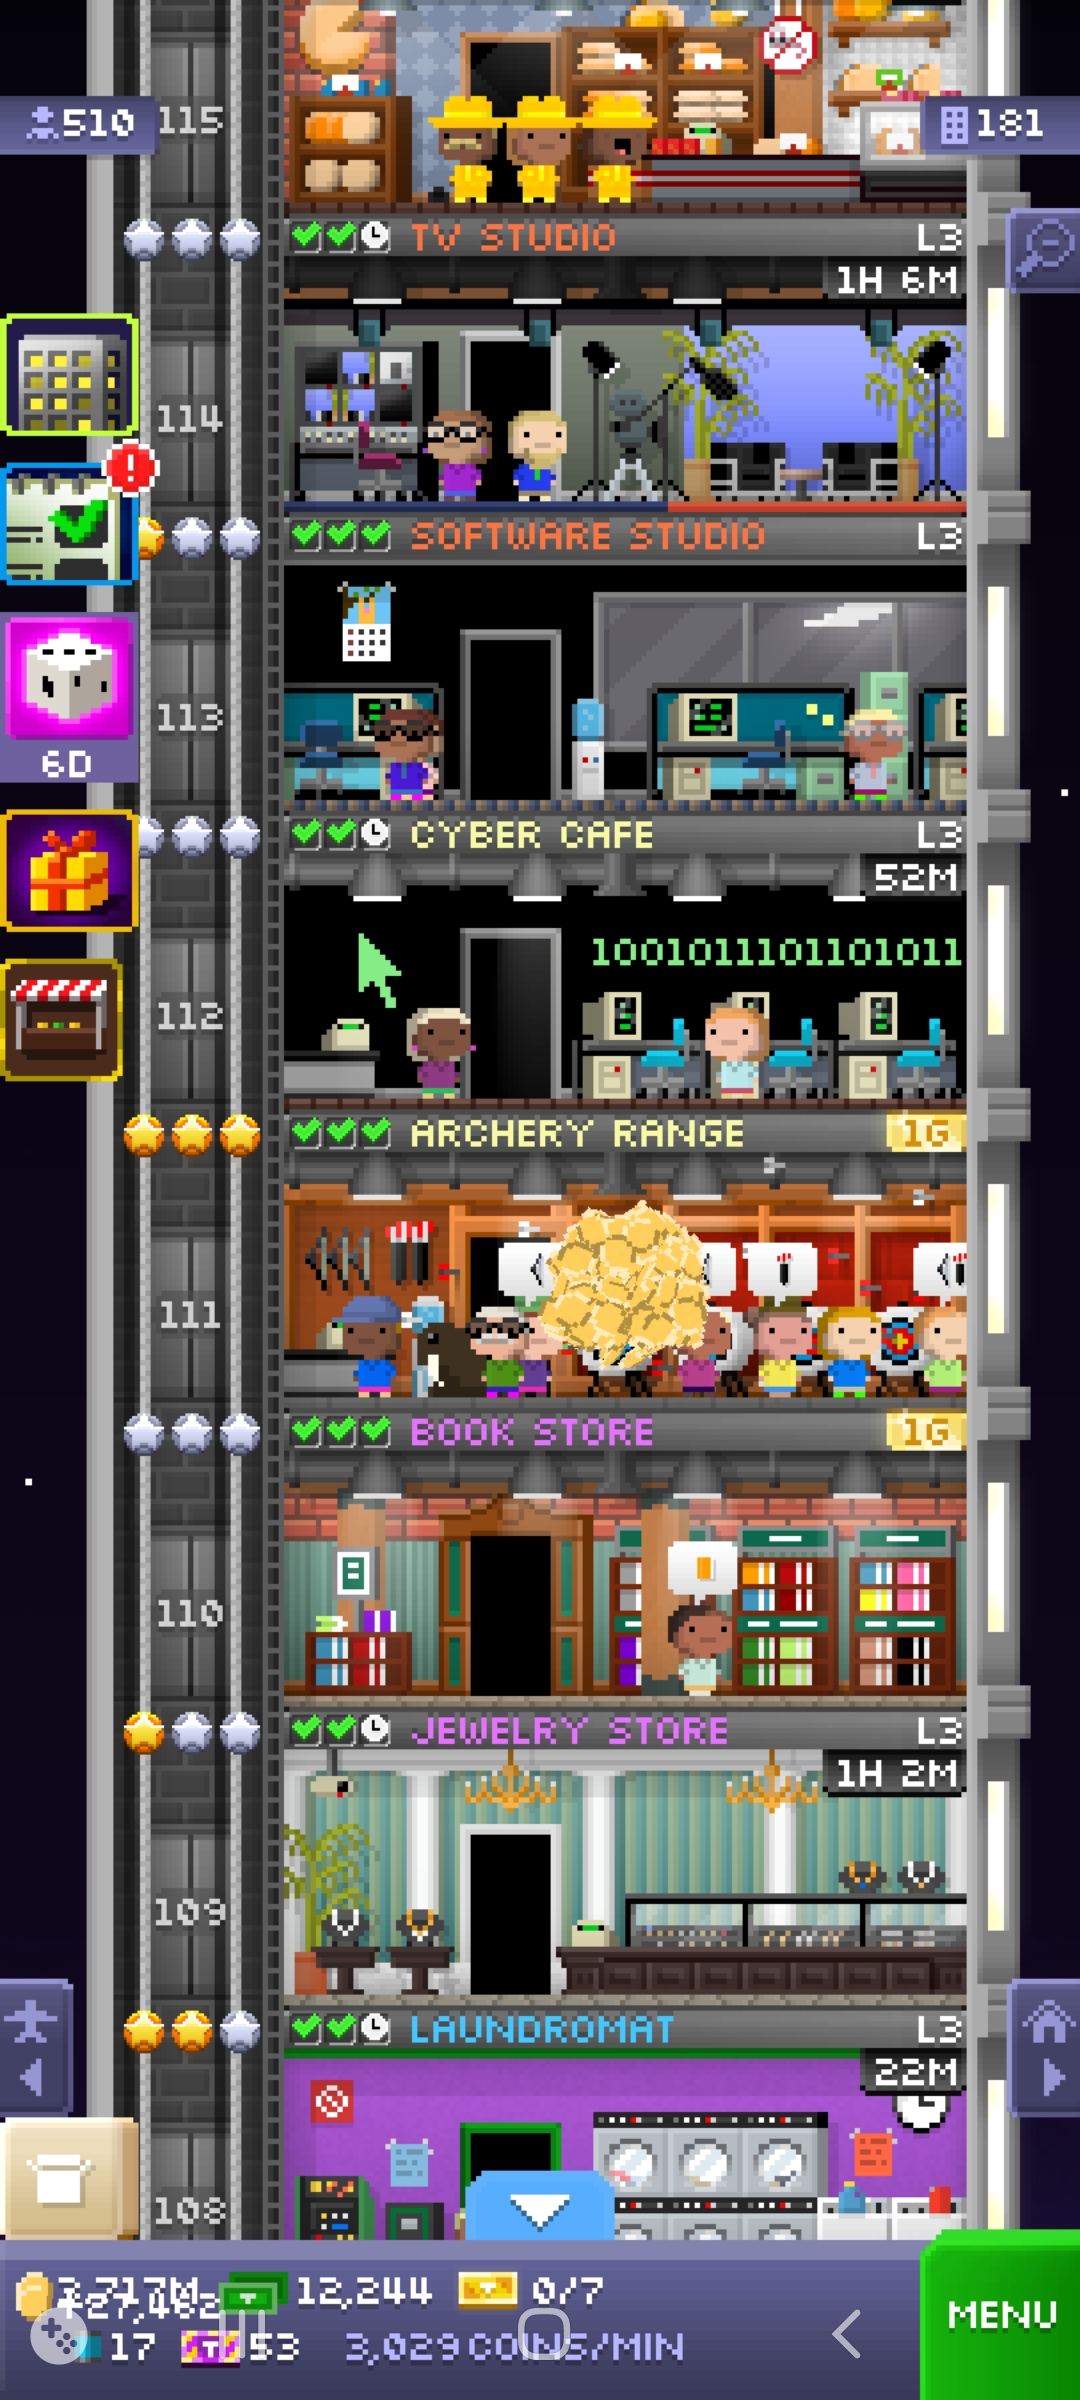 510
115
181
TV STUDIO
L3
1H 6M
114
SOFTWARE STUDIO
L3
113
6D
CYBER CAFE
L3
52M
1001011101101011
112
ARCHERY RANGE
1G
111
BOOK STORE
1G
110
JEWELRY STORE
L3
1H 2M
109
LAUNDROMAT
L3
22M
108
12,244
0/7
MENU
17
53
3,029 COINS/MIN